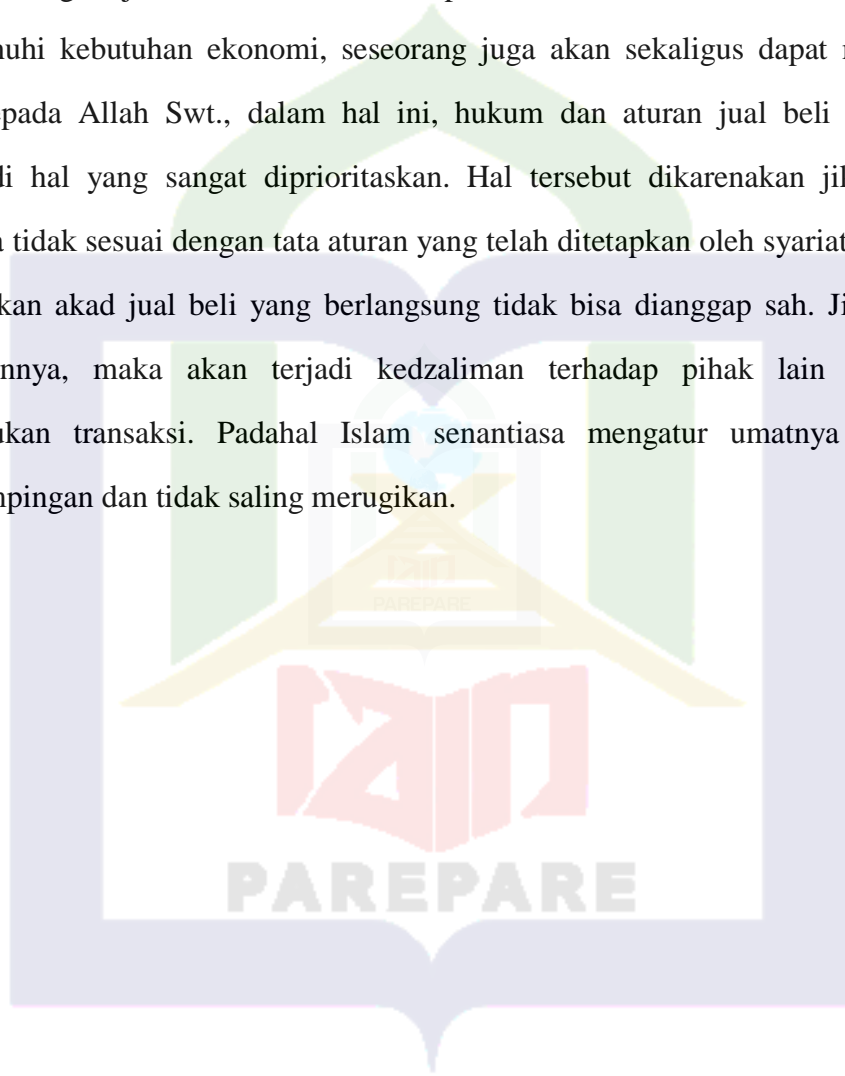 nuhi kebutuhan ekonomi, seseorang juga akan sekaligus dapat
pada Allah Swt., dalam hal ini, hukum dan aturan jual beli
di hal yang sangat diprioritaskan. Hal tersebut dikarenakan
tidak sesuai dengan tata aturan yang telah ditetapkan oleh syariat
kan akad jual beli yang berlangsung tidak bisa dianggap sah.
nnya, maka akan terjadi kedzaliman terhadap pihak lain
ukan transaksi. Padahal Islam senantiasa mengatur umatnya
mpingan dan tidak saling merugikan.
iain
PAREPARE
iain
PAREPARE